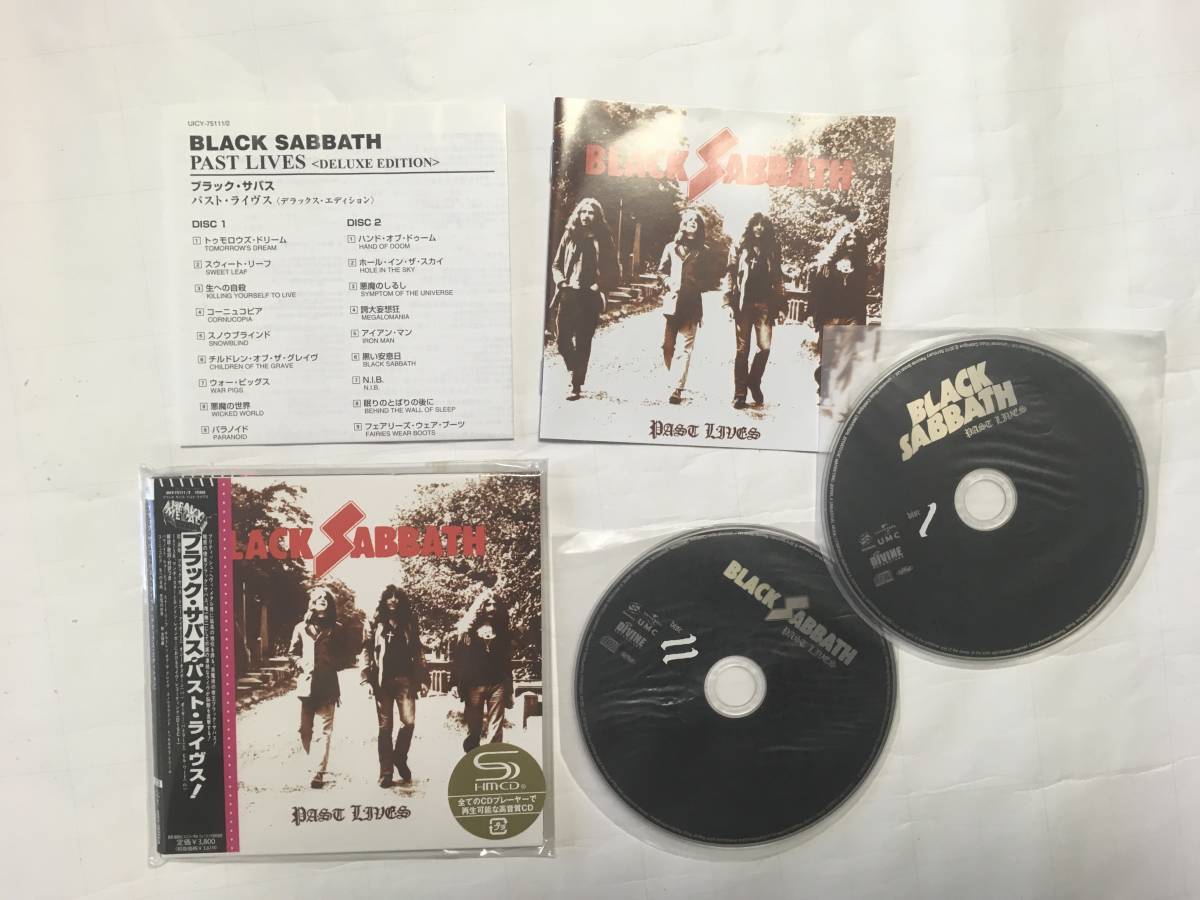 UICY-75111/2
BLACK SABBATH
PAST LIVES <DELUXE EDITION>
ブラック・サバス
パスト・ライヴス〈デラックス・エディション〉
DISC 1
1 トゥモロウズ・ドリーム
TOMORROW'S DREAM
2 スウィート・リーフ
SWEET LEAF
3 生への自殺
KILLING YOURSELF TO LIVE
4 コーニュコピア
CORNUCOPIA
5 スノウブラインド
SNOWBLIND
6 チルドレン・オブ・ザ・グレイヴ
CHILDREN OF THE GRAVE
7 ウォー・ピッグス
WAR PIGS
8 悪魔の世界
WICKED WORLD
9 パラノイド
PARANOID
DISC 2
1 ハンド・オブ・ドゥーム
HAND OF DOOM
2 ホール・イン・ザ・スカイ
HOLE IN THE SKY
3 悪魔のしるし
SYMPTOM OF THE UNIVERSE
4 誇大妄想狂
MEGALOMANIA
5 アイアン・マン
IRON MAN
6 黒い安息日
BLACK SABBATH
7 N.I.B.
N.I.B.
8 眠りのとばりの後に
BEHIND THE WALL OF SLEEP
9 フェアリーズ・ウェア・ブーツ
FAIRIES WEAR BOOTS
BLACK SABBATH
PAST LIVES
BLACK
SABBATH
PAST LIVES
DISC 1
UMC
DIVINE
BLACK SABBATH
PAST LIVES
DISC 11
UMC
DIVINE
ブラック・サバス・パスト・ライヴス!
定価¥3,800
LACK SABBATH
PAST LIVES
SHMCD
全てのCDプレーヤーで
再生可能な高音質CD